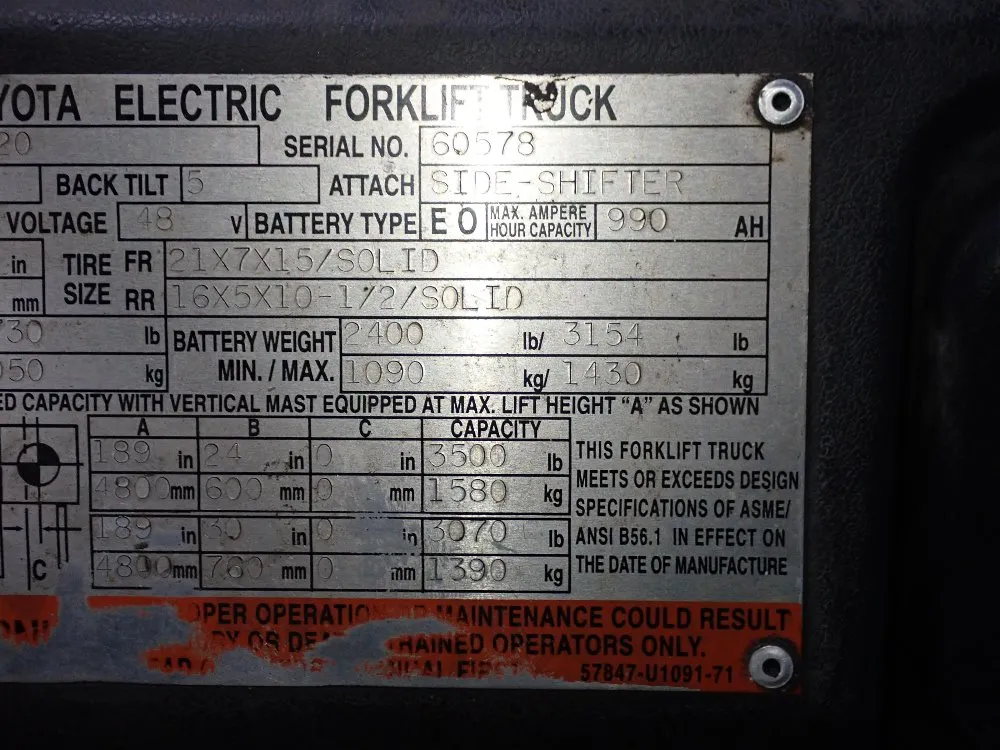 YOTA ELECTRIC FORKLIFT TRUCK
20 SERIAL NO. 60578
BACK TILT 5 ATTACH SIDE-SHIFTER
VOLTAGE 48 V BATTERY TYPE E O MAX. AMPERE HOUR CAPACITY 990 AH
in TIRE SIZE FR 21X7X15/SOLID
mm RR 16X5X10-1/2/SOLID
730 lb BATTERY WEIGHT 2400 lb/ 3154 lb
050 kg MIN./MAX. 1090 kg/ 1430 kg
ED CAPACITY WITH VERTICAL MAST EQUIPPED AT MAX. LIFT HEIGHT "A" AS SHOWN
A B C CAPACITY
189 in 24 in 0 in 3500 lb
4800 mm 600 mm 0 mm 1580 kg
189 in 30 in 0 in 3070 lb
4800 mm 760 mm 0 mm 1390 kg
C
THIS FORKLIFT TRUCK
MEETS OR EXCEEDS DESIGN
SPECIFICATIONS OF ASME/
ANSI B56.1 IN EFFECT ON
THE DATE OF MANUFACTURE
OPER OPERATION MAINTENANCE COULD RESULT
OR RAINED OPERATORS ONLY.
57847-U1091-71